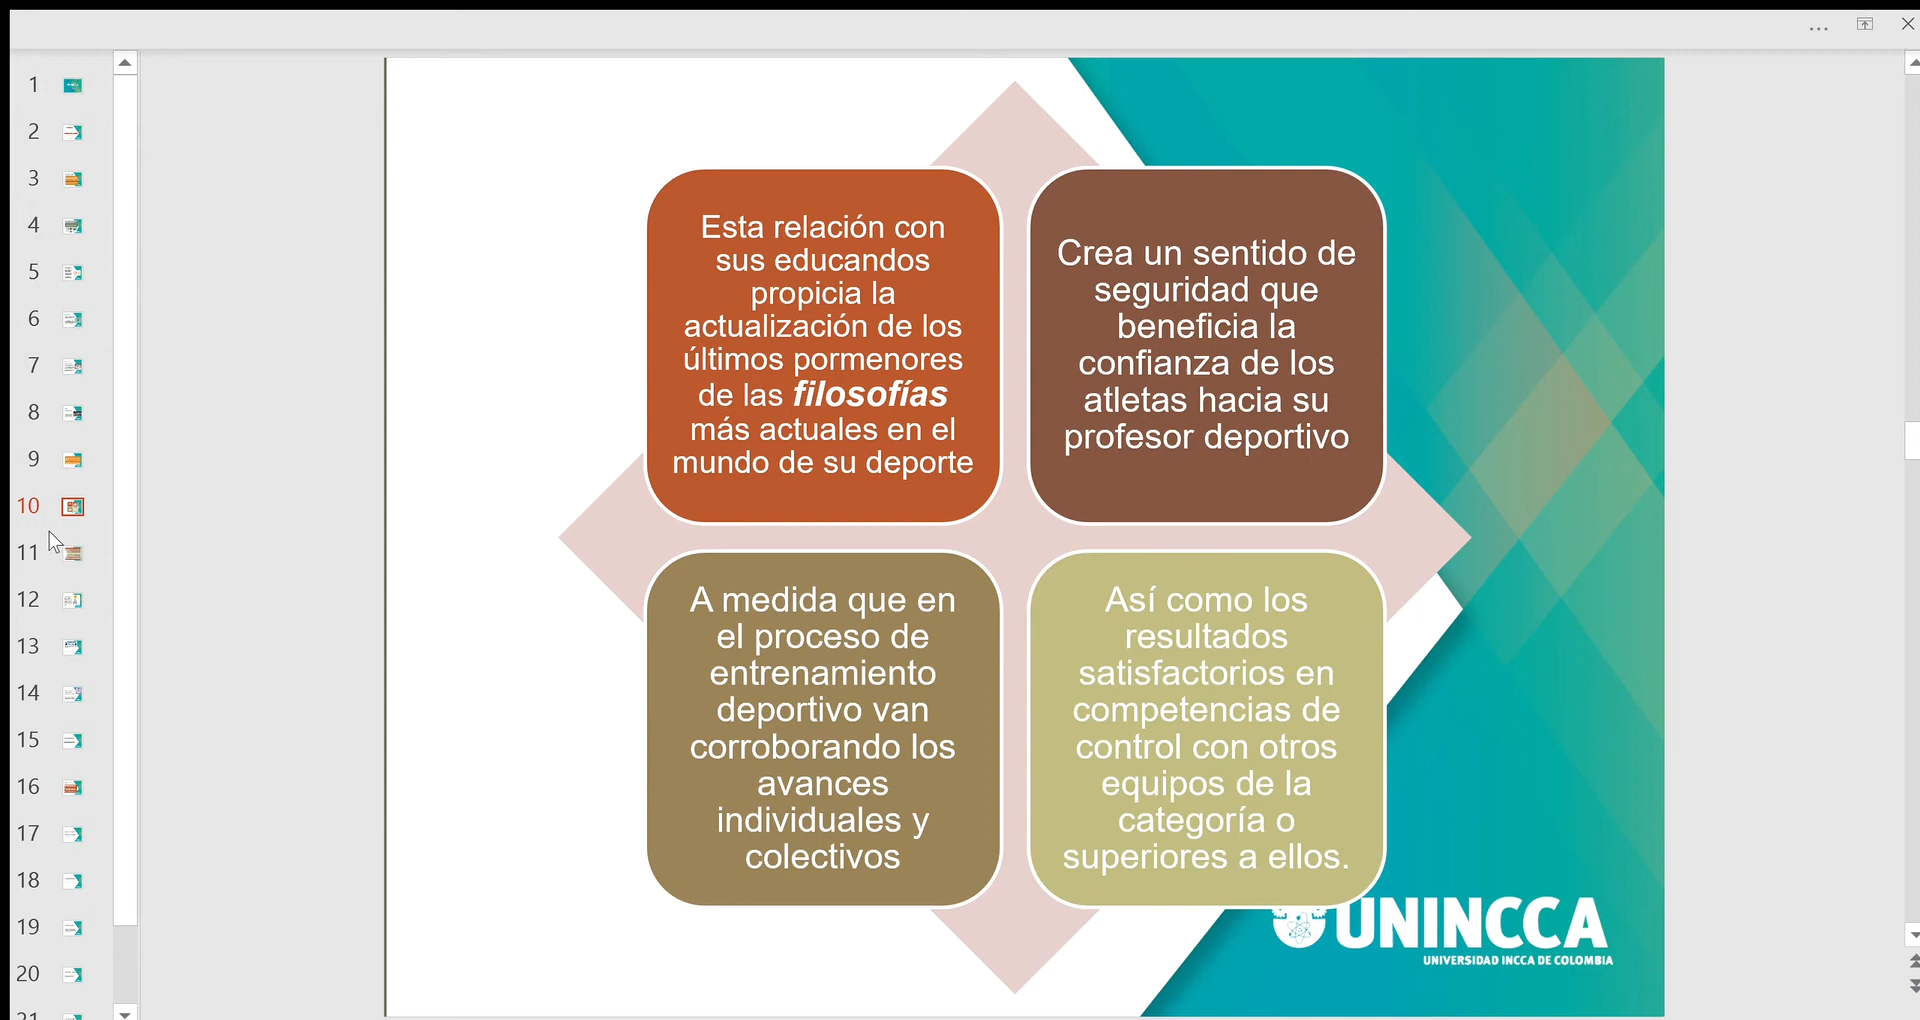 1
2
3
4
5
6
7
8
9
10
11
12
13
14
15
16
17
18
19
20
21
Esta relación con
sus educandos
propicia la
actualización de los
últimos pormenores
de las filosofías
más actuales en el
mundo de su deporte
Crea un sentido de
seguridad que
beneficia la
confianza de los
atletas hacia su
profesor deportivo
A medida que en
el proceso de
entrenamiento
deportivo van
corroborando los
avances
individuales y
colectivos
Así como los
resultados
satisfactorios en
competencias de
control con otros
equipos de la
categoría o
superiores a ellos.
UNINCCA
UNIVERSIDAD INCCA DE COLOMBIA